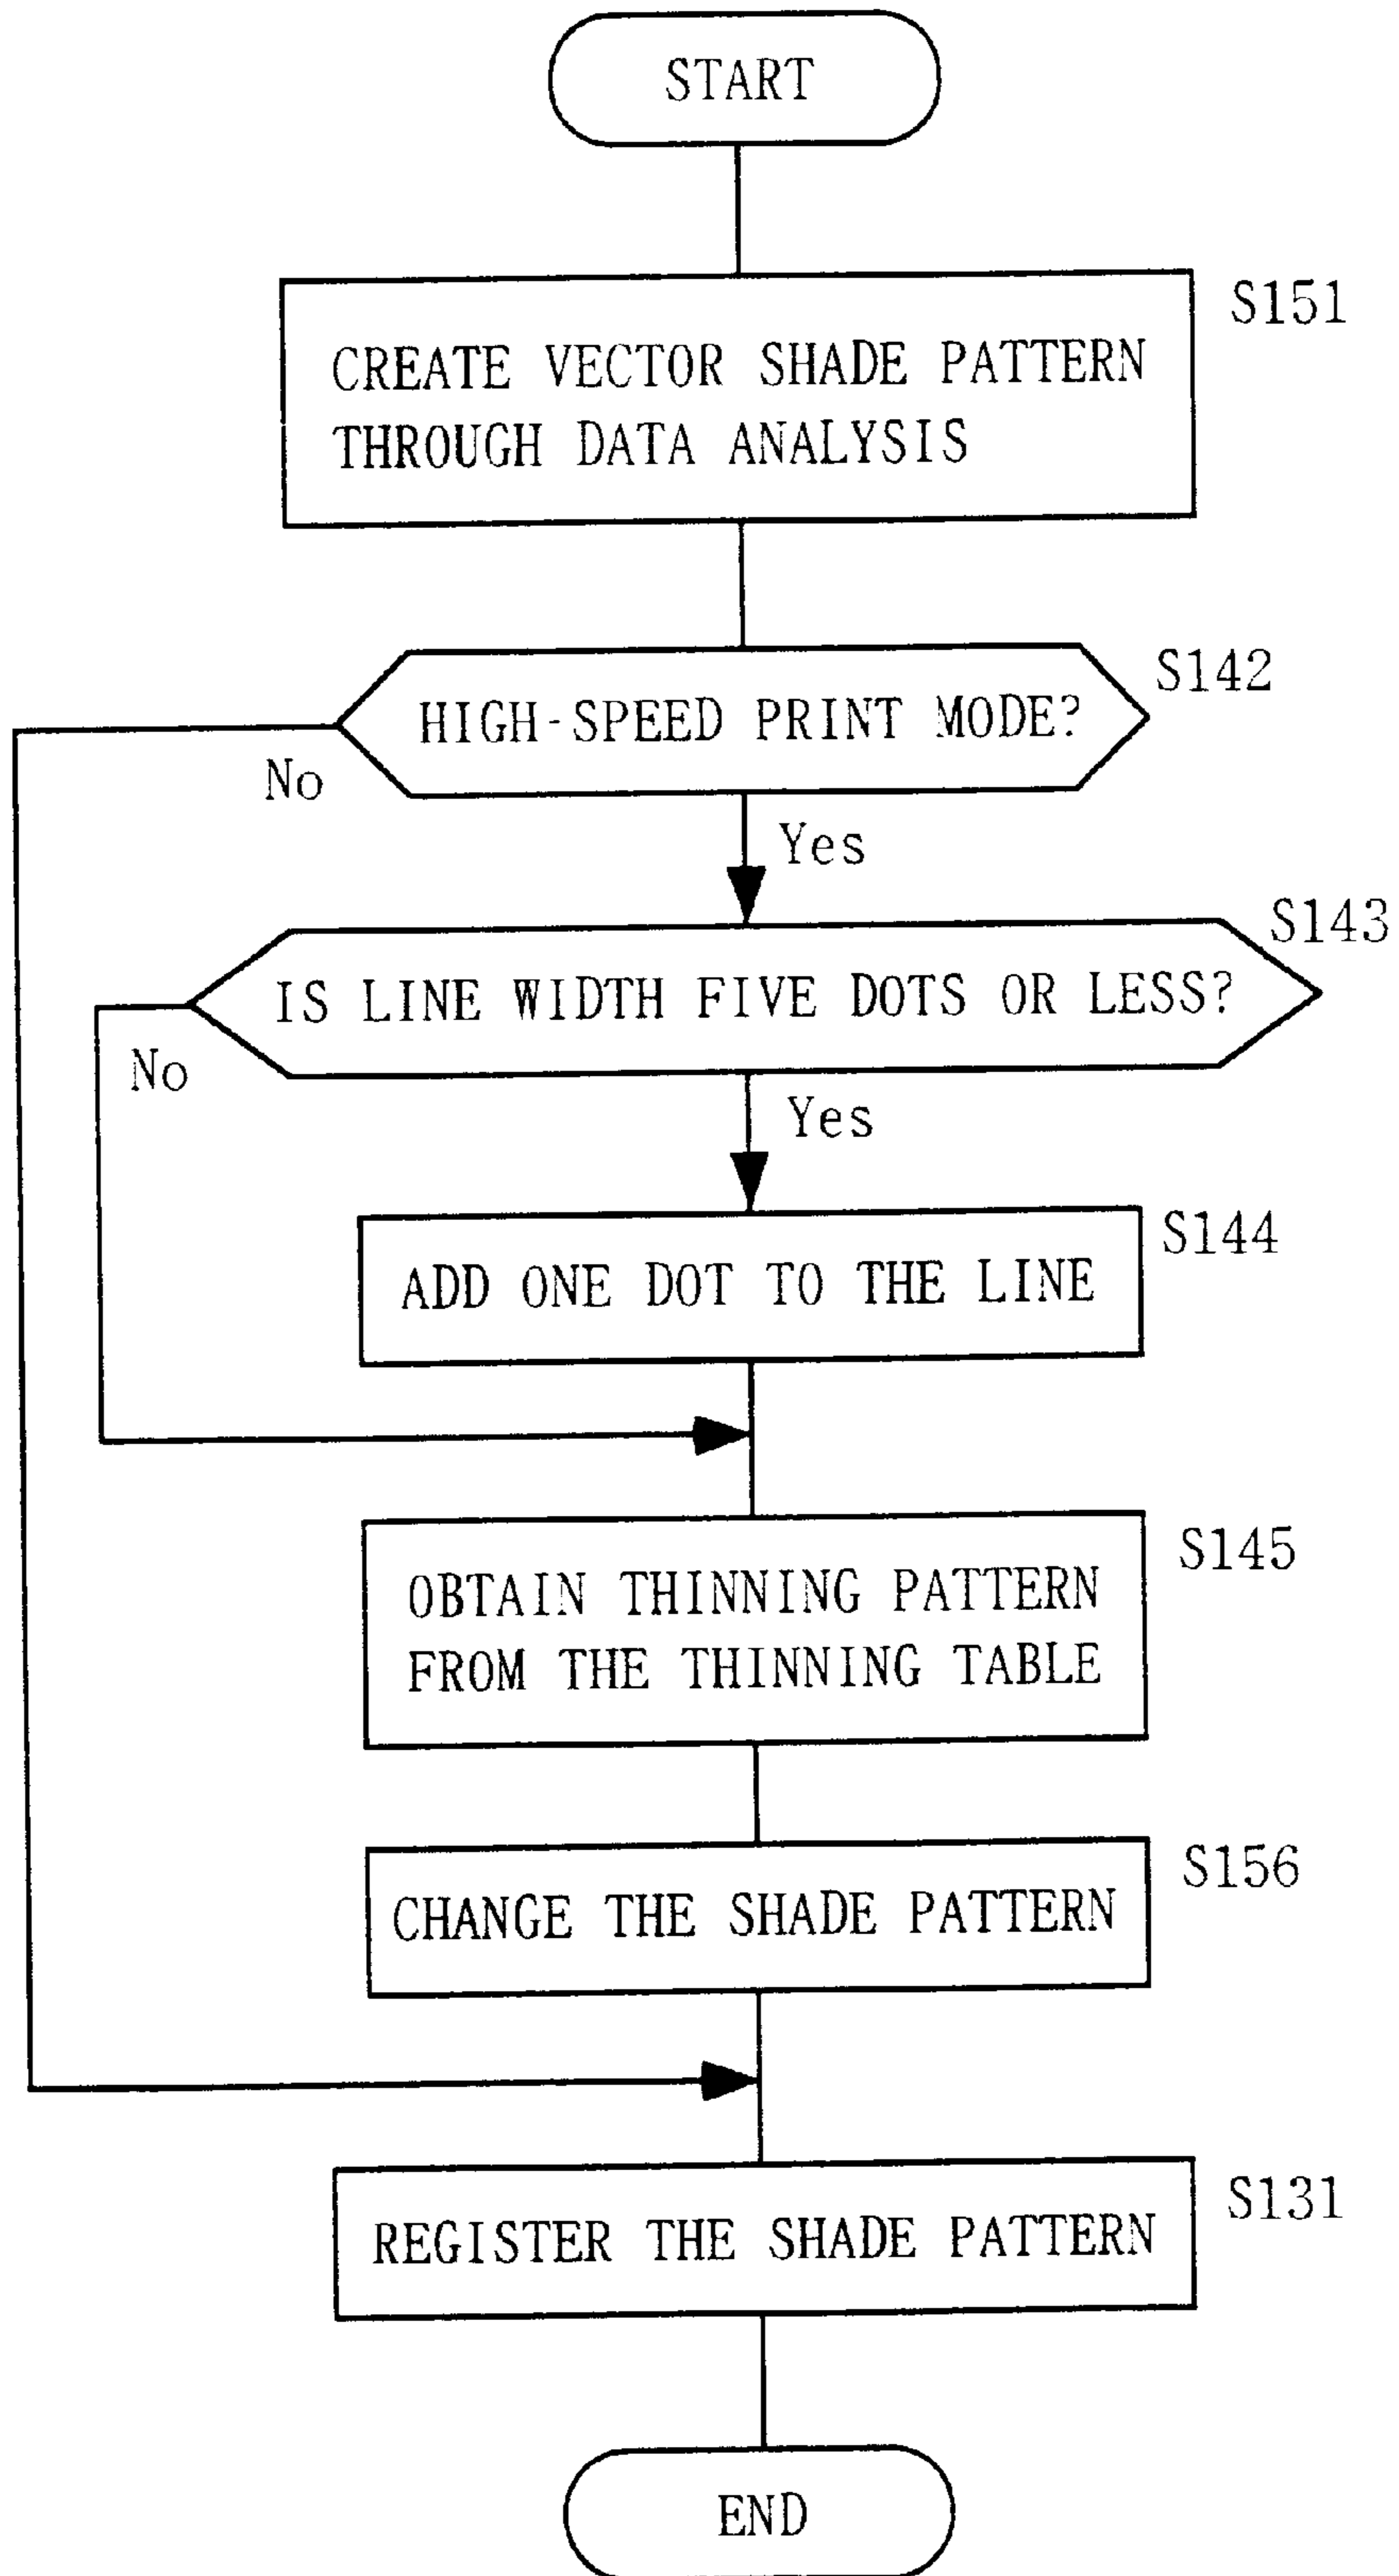 START
S151
CREATE VECTOR SHADE PATTERN
THROUGH DATA ANALYSIS
S142
HIGH-SPEED PRINT MODE?
No
Yes
S143
IS LINE WIDTH FIVE DOTS OR LESS?
No
Yes
S144
ADD ONE DOT TO THE LINE
S145
OBTAIN THINNING PATTERN
FROM THE THINNING TABLE
S156
CHANGE THE SHADE PATTERN
S131
REGISTER THE SHADE PATTERN
END